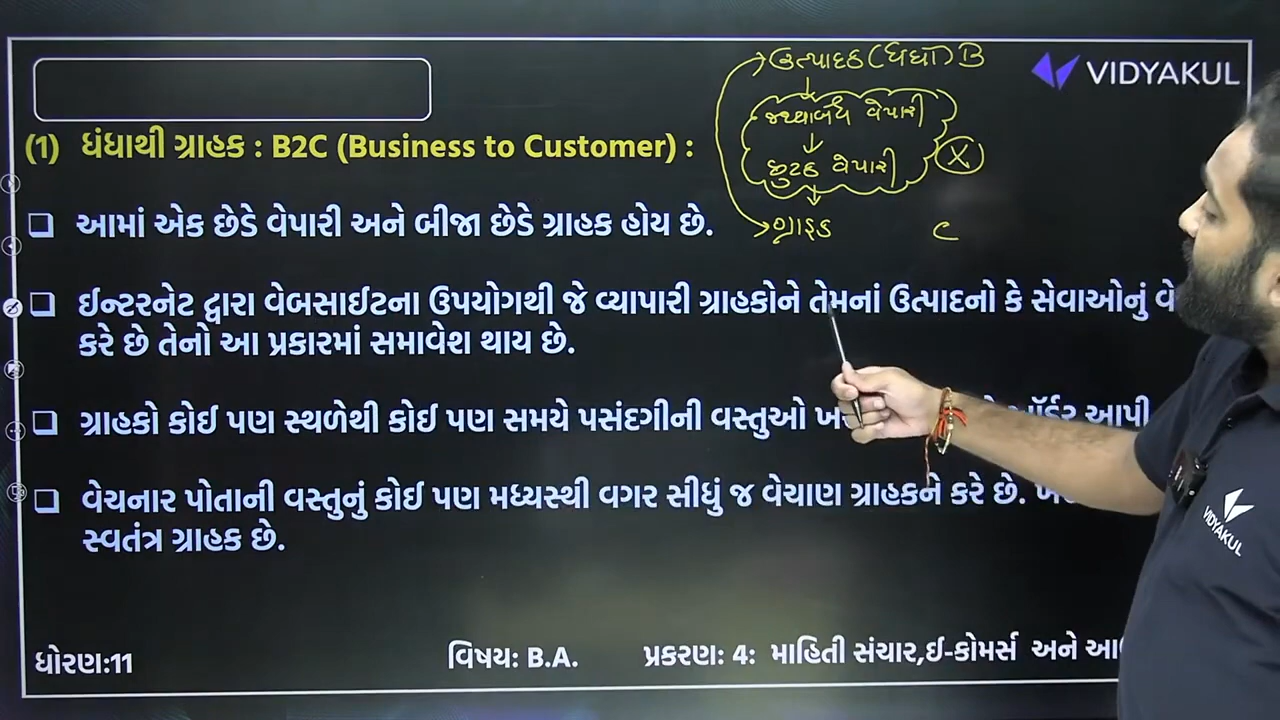 ઉત્પાદક (ધંધો) B
VIDYAKUL
જથ્થાબંધ વેપારી
(1) ધંધાથી ગ્રાહક : B2C (Business to Customer) :
છુટક વેપારી X
આમાં એક છેડે વેપારી અને બીજા છેડે ગ્રાહક હોય છે.
ગ્રાહક C
ઈન્ટરનેટ દ્વારા વેબસાઈટના ઉપયોગથી જે વ્યાપારી ગ્રાહકોને તેમનાં ઉત્પાદનો કે સેવાઓનું
કરે છે તેનો આ પ્રકારમાં સમાવેશ થાય છે.
ગ્રાહકો કોઈ પણ સ્થળેથી કોઈ પણ સમયે પસંદગીની વસ્તુઓ ઑર્ડર આપી
વેચનાર પોતાની વસ્તુનું કોઈ પણ મધ્યસ્થી વગર સીધું જ વેચાણ ગ્રાહકને કરે છે.
સ્વતંત્ર ગ્રાહક છે.
VIDYAKUL
ધોરણ:11
વિષય: B.A.
પ્રકરણ: 4: માહિતી સંચાર,ઈ-કોમર્સ અને